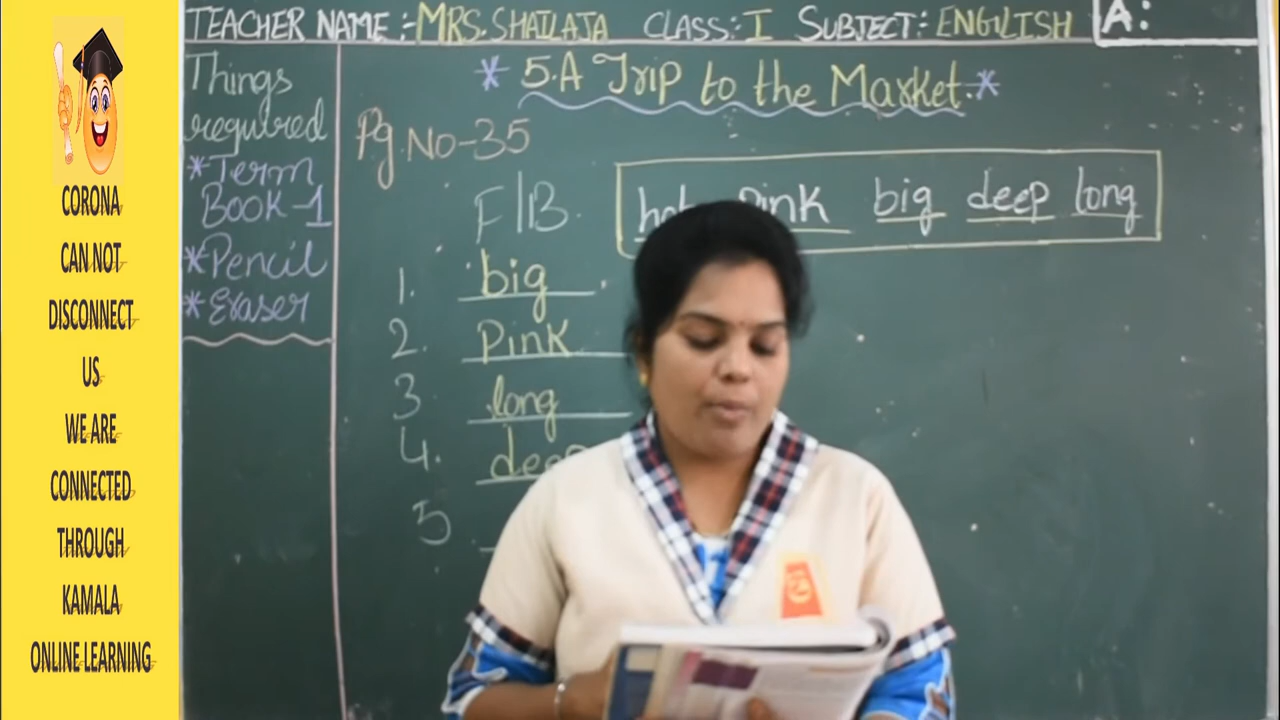 CORONA
CAN NOT
DISCONNECT
US
WE ARE
CONNECTED
THROUGH
KAMALA
ONLINE LEARNING
TEACHER NAME :- MRS. SHAILAJA CLASS:- I SUBJECT:- ENGLISH
A:
Things
required
*Term
Book-1
*Pencil
*Eraser
* 5.A Trip to the Market. *
Pg No-35
F|B.
Pink big deep long
1. big
2. Pink
3. long
4.
5